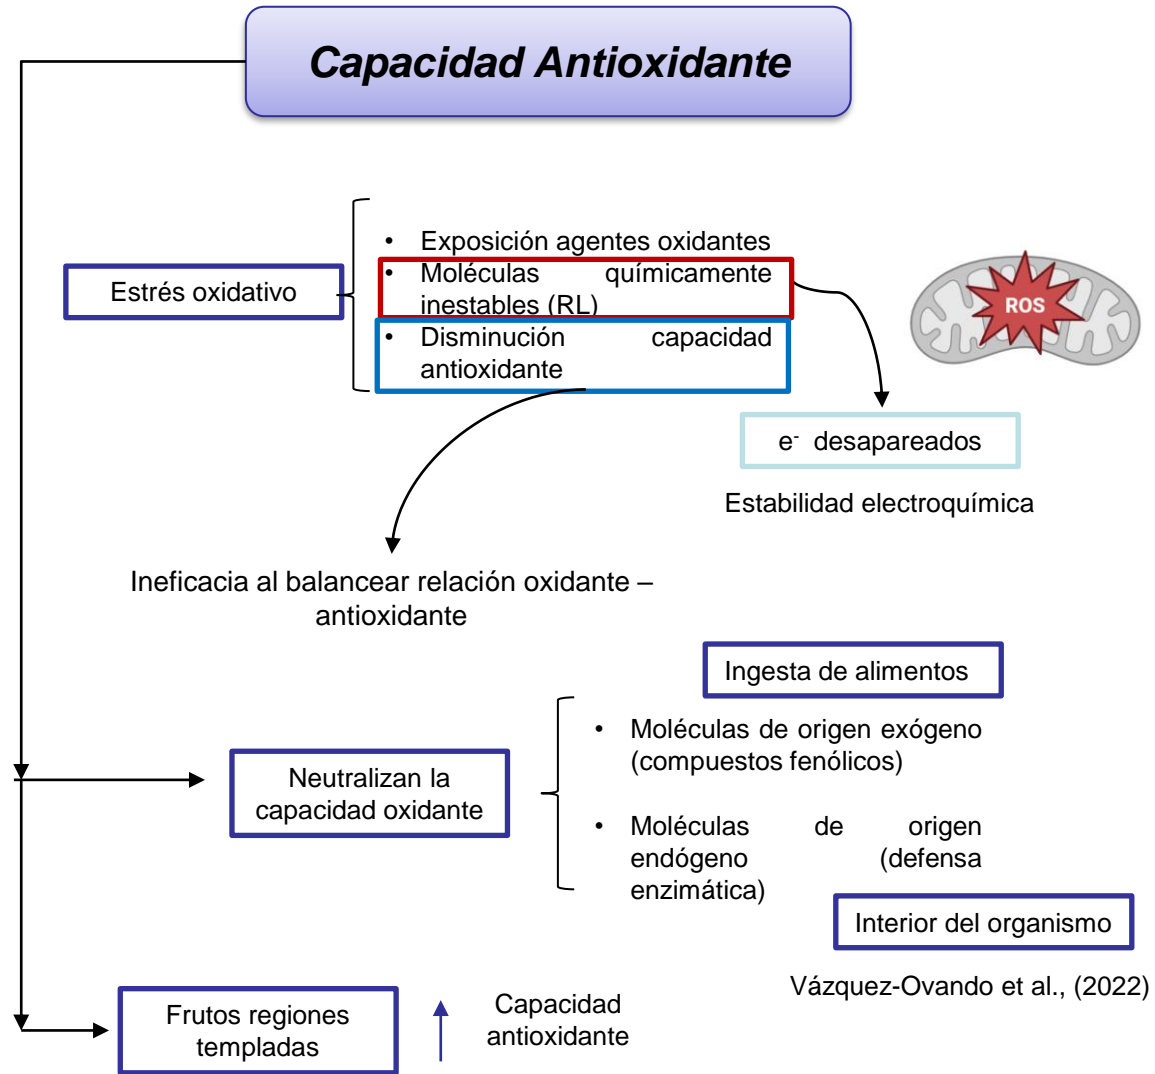 Capacidad Antioxidante
Estrés oxidativo
• Exposición agentes oxidantes
• Moléculas químicamente
inestables (RL)
• Disminución capacidad
antioxidante
ROS
e- desapareados
Estabilidad electroquímica
Ineficacia al balancear relación oxidante –
antioxidante
Ingesta de alimentos
Neutralizan la
capacidad oxidante
• Moléculas de origen exógeno
(compuestos fenólicos)
• Moléculas de origen
endógeno (defensa
enzimática)
Interior del organismo
Vázquez-Ovando et al., (2022)
Frutos regiones
templadas
Capacidad
antioxidante